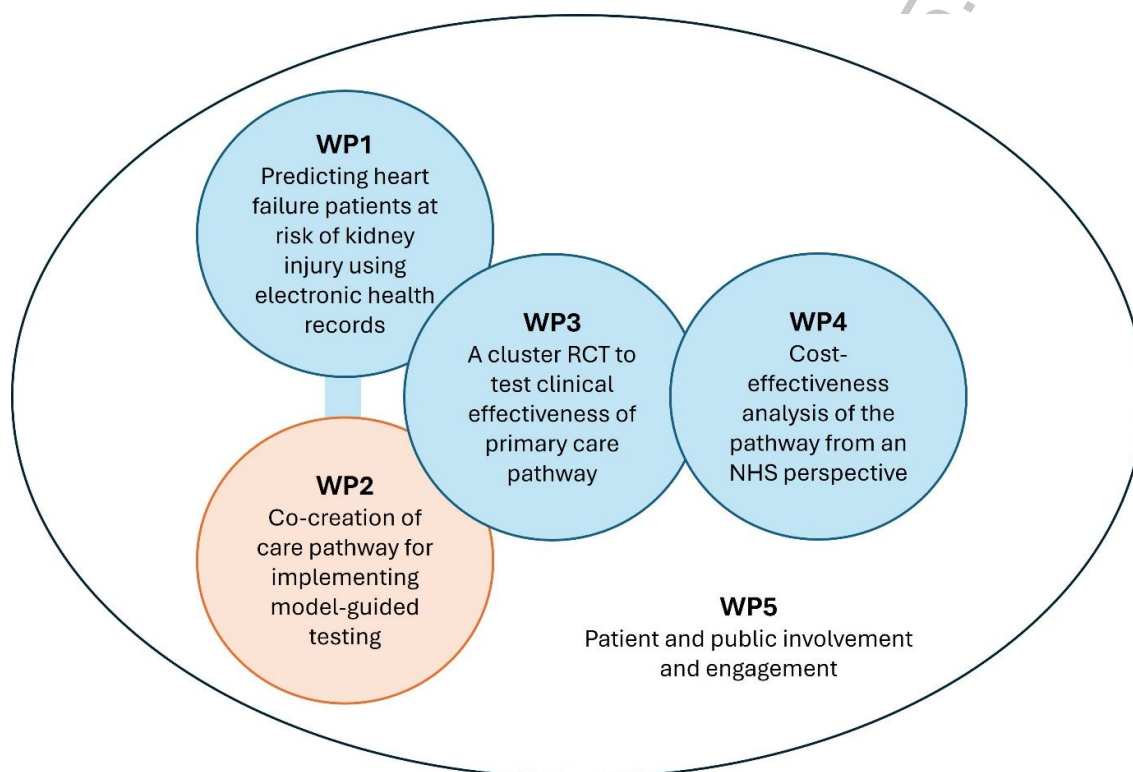 WP1
Predicting heart
failure patients at
risk of kidney
injury using
electronic health
records
WP2
Co-creation of
care pathway for
implementing
model-guided
testing
WP3
A cluster RCT to
test clinical
effectiveness of
primary care
pathway
WP4
Cost-
effectiveness
analysis of the
pathway from an
NHS perspective
WP5
Patient and public involvement
and engagement